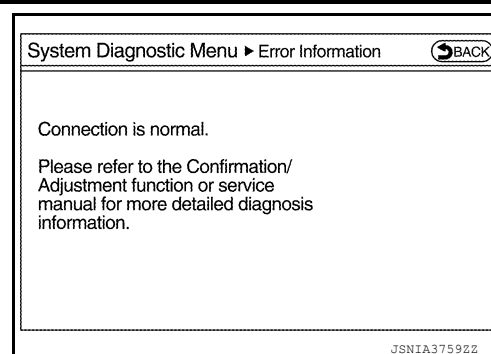 System Diagnostic Menu ▶ Error Information
BACK
Connection is normal.
Please refer to the Confirmation/
Adjustment function or service
manual for more detailed diagnosis
information.
JSNIA3759ZZ